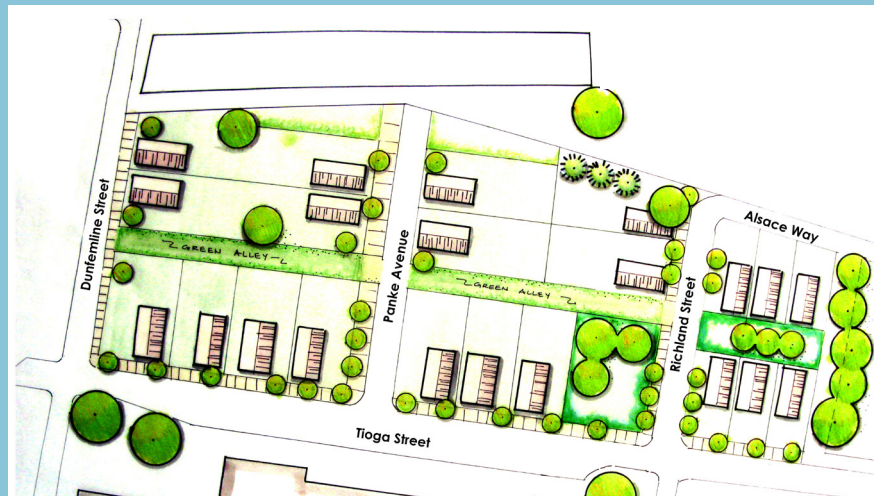 Alsace Way
Dunfermline Street
GREEN ALLEY
Panke Avenue
GREEN ALLEY
Richland Street
Tioga Street